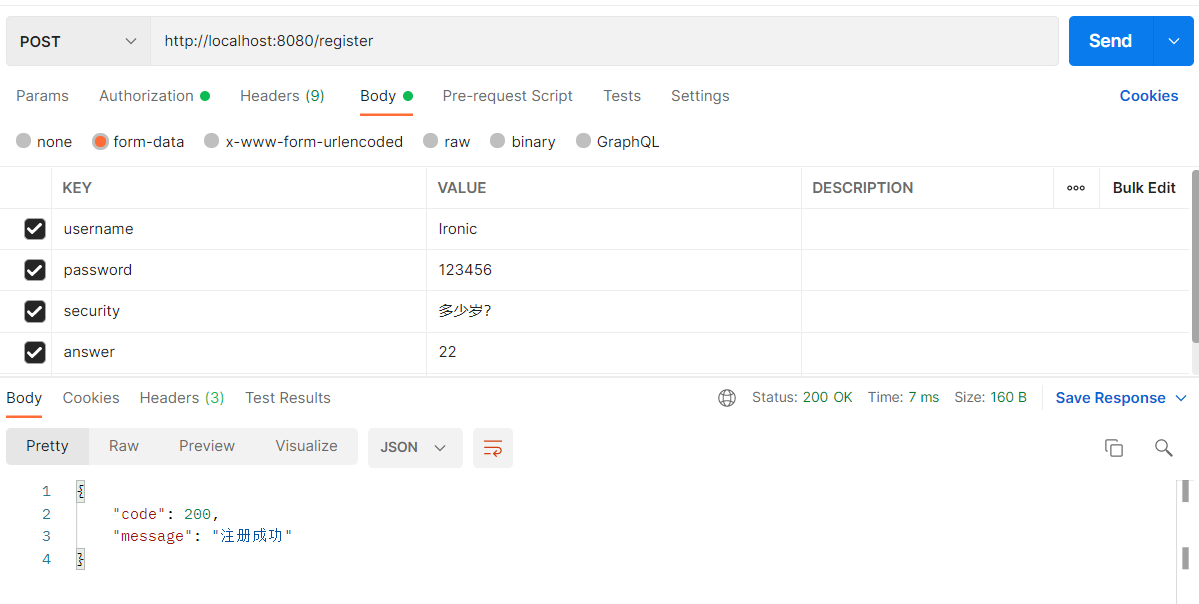 POST http://localhost:8080/register Send
Params Authorization Headers (9) Body Pre-request Script Tests Settings Cookies
none form-data x-www-form-urlencoded raw binary GraphQL
KEY VALUE DESCRIPTION ooo Bulk Edit
username Ironic
password 123456
security 多少岁?
answer 22
Body Cookies Headers (3) Test Results Status: 200 OK Time: 7 ms Size: 160 B Save Response
Pretty Raw Preview Visualize JSON
1 {
2 "code": 200,
3 "message": "注册成功"
4 }